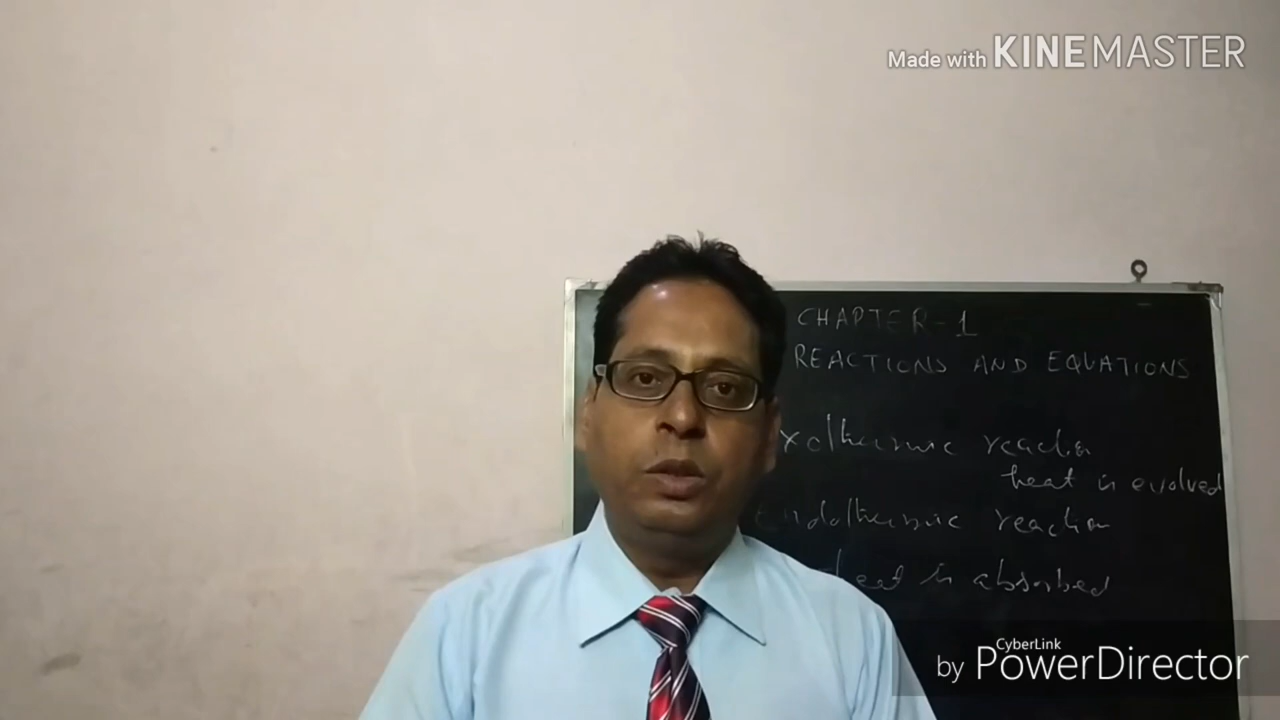 Made with KINEMASTER
CHAPTER-1
REACTIONS AND EQUATIONS
xothermic reaction
heat is evolved
Endothermic reaction
Heat is absorbed
CyberLink
by PowerDirector